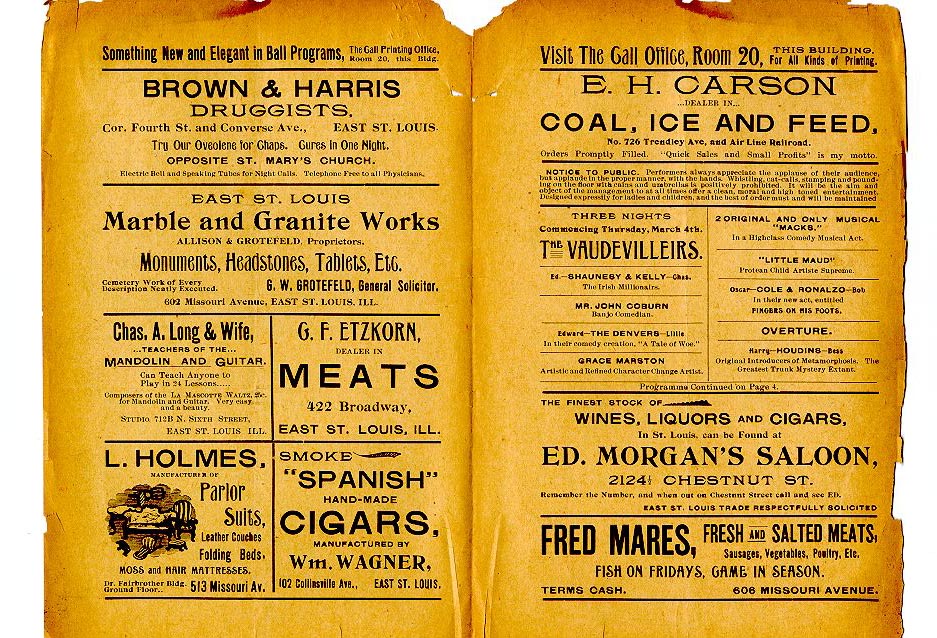 Something New and Elegant in Ball Programs, The Call Printing Office, Room 20, this Bldg.
BROWN & HARRIS
DRUGGISTS,
Cor. Fourth St. and Converse Ave., EAST ST. LOUIS.
Try Our Oveolene for Chaps. Cures in One Night.
OPPOSITE ST. MARY'S CHURCH.
Electric Bell and Speaking Tubes for Night Calls. Telephone Free to all Physicians.
EAST ST. LOUIS
Marble and Granite Works
ALLISON & GROTEFELD, Proprietors.
Monuments, Headstones, Tablets, Etc.
Cemetery Work of Every
Description Neatly Executed.
G. W. GROTEFELD, General Solicitor.
602 Missouri Avenue, EAST ST. LOUIS, ILL.
Chas. A. Long & Wife,
...TEACHERS OF THE...
MANDOLIN AND GUITAR.
Can Teach Anyone to
Play in 24 Lessons.....
Composers of the LA MASCOTTE WALTZ, 25c.
for Mandolin and Guitar. Very easy
and a beauty.
STUDIO, 712B N. SIXTH STREET,
EAST ST. LOUIS ILL.
G. F. ETZKORN,
DEALER IN
MEATS
422 Broadway,
EAST ST. LOUIS, ILL.
L. HOLMES,
MANUFACTURER OF
Parlor
Suits,
Leather Couches
Folding Beds,
MOSS and HAIR MATTRESSES.
Dr. Fairbrother Bldg.
Ground Floor..
513 Missouri Av.
SMOKE
"SPANISH"
HAND-MADE
CIGARS,
MANUFACTURED BY
Wm. WAGNER,
102 Collinsville Ave., EAST ST. LOUIS.
Visit The Call Office, Room 20, THIS BUILDING, For All Kinds of Printing.
E. H. CARSON
...DEALER IN...
COAL, ICE AND FEED,
No. 726 Trendley Ave, and Air Line Railroad.
Orders Promptly Filled. "Quick Sales and Small Profits" is my motto.
NOTICE TO PUBLIC. Performers always appreciate the applause of their audience,
but applaude in the proper manner, with the hands. Whistling, cat-calls, stamping and pound-
ing on the floor with cains and umbrellas is positively prohibited. It will be the aim and
object of the management to at all times offer a clean, moral and high toned entertainment.
Designed expressly for ladies and children, and the best of order must and will be maintained
THREE NIGHTS
Commencing Thursday, March 4th.
THE VAUDEVILLEIRS.
Ed.—SHAUNESY & KELLY—Chas.
The Irish Millionairs.
MR. JOHN COBURN
Banjo Comedian.
Edward—THE DENVERS—Lillie
In their comedy creation, "A Tale of Woe."
GRACE MARSTON
Artistic and Refined Character Change Artist.
2 ORIGINAL AND ONLY MUSICAL
"MACKS."
In a Highclass Comedy Musical Act.
"LITTLE MAUD"
Protean Child Artiste Supreme.
Oscar—COLE & RONALZO—Bob
In their new act, entitled
FINGERS ON HIS FOOTS,
OVERTURE.
Harry—HOUDINS—Bess
Original Introducers of Metamorphosis. The
Greatest Trunk Mystery Extant.
Programme Continued on Page 4.
THE FINEST STOCK OF
WINES, LIQUORS AND CIGARS,
In St. Louis, can be Found at
ED. MORGAN'S SALOON,
2124½ CHESTNUT ST.
Remember the Number, and when out on Chestnut Street call and see ED.
EAST ST. LOUIS TRADE RESPECTFULLY SOLICITED
FRED MARES, FRESH AND SALTED MEATS,
Sausages, Vegetables, Poultry, Etc.
FISH ON FRIDAYS, GAME IN SEASON.
TERMS CASH. 606 MISSOURI AVENUE.